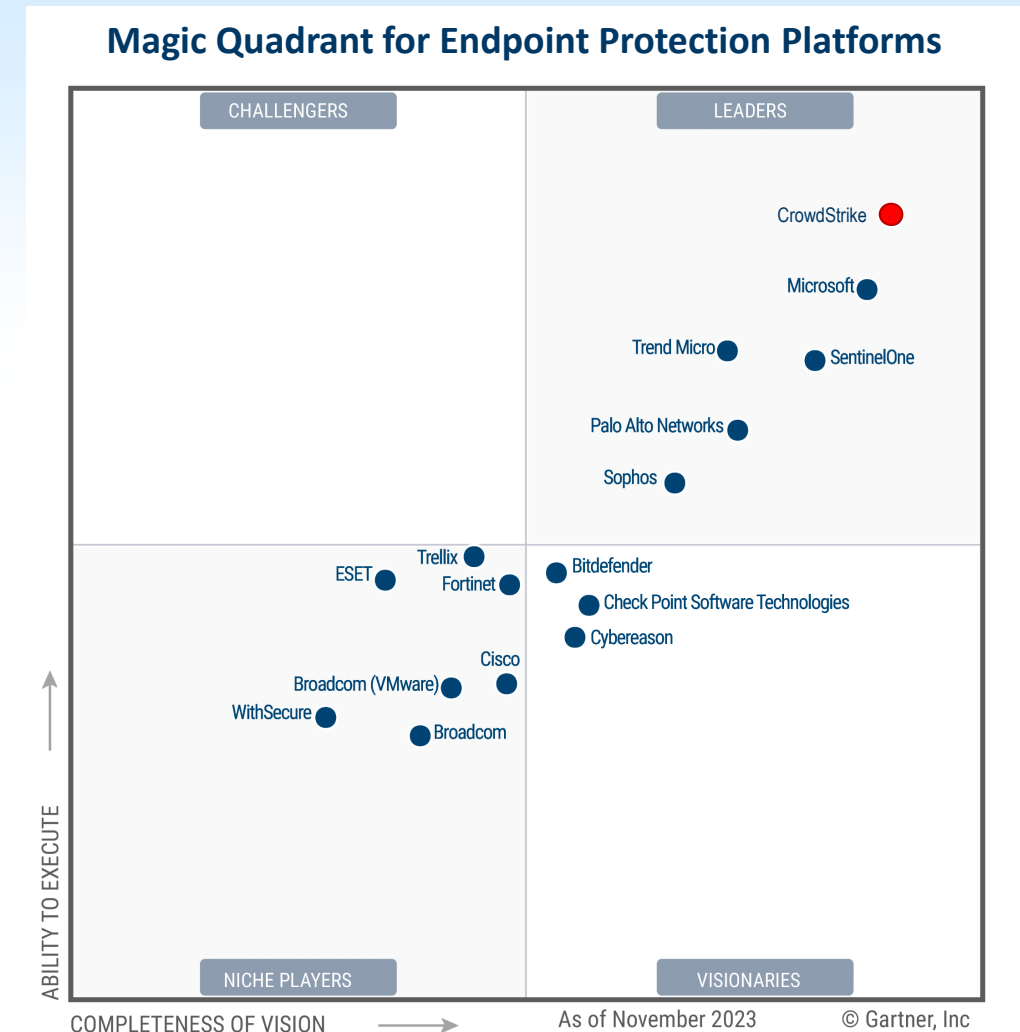 Magic Quadrant for Endpoint Protection Platforms
CHALLENGERS
LEADERS
CrowdStrike
Microsoft
Trend Micro
SentinelOne
Palo Alto Networks
Sophos
Trellix
ESET
Fortinet
Bitdefender
Check Point Software Technologies
Cybereason
Cisco
Broadcom (VMware)
WithSecure
Broadcom
ABILITY TO EXECUTE
NICHE PLAYERS
VISIONARIES
COMPLETENESS OF VISION
As of November 2023
© Gartner, Inc